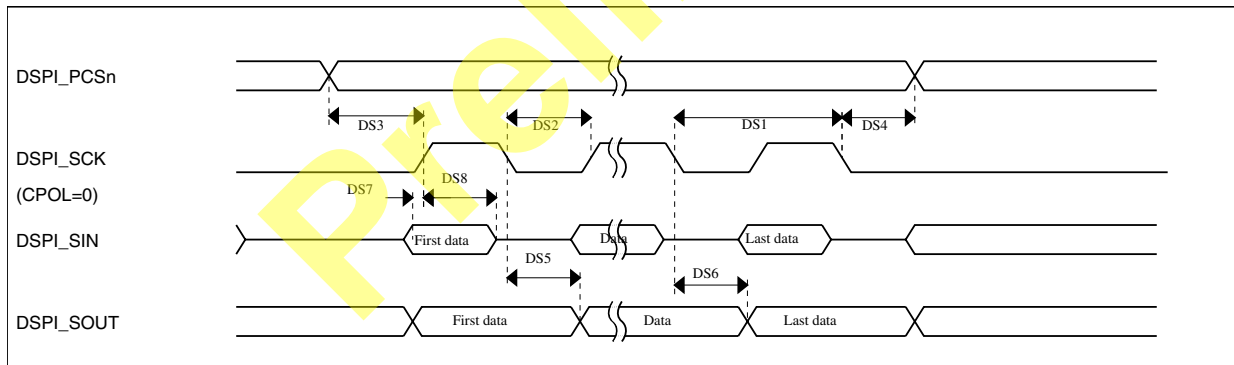 DSPI_PCSn
DS3
DS2
DS1
DS4
DSPI_SCK
(CPOL=0)
DS7
DS8
DSPI_SIN
First data
Data
Last data
DS5
DS6
DSPI_SOUT
First data
Data
Last data